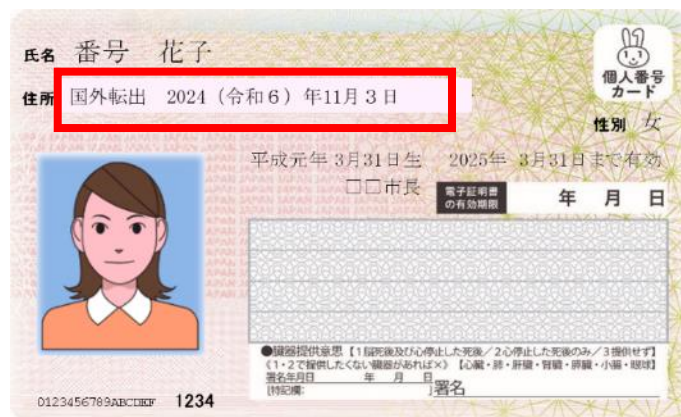 氏名 番号 花子
個人番号
カード
住所 国外転出 2024（令和６）年11月３日
性別 女
平成元年 3月31日生 2025年 3月31日まで有効
□□市長
電子証明書
の有効期限
年 月 日
●臓器提供意思【１脳死後及び心停止した死後／２心停止した死後のみ／３提供せず】
《１・２で提供したくない臓器があれば×》【心臓・肺・肝臓・腎臓・膵臓・小腸・眼球】
署名年月日 年 月 日
[特記欄: ]署名
0123456789ABCDEF 1234